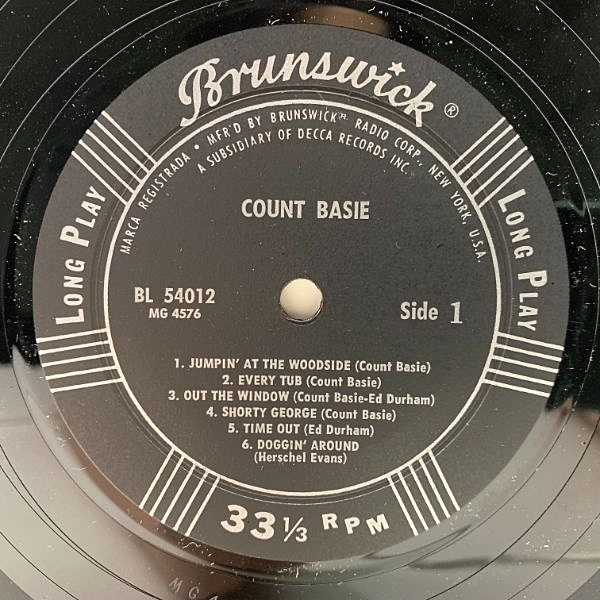 Brunswick ®
MARCA REGISTRADA • MFR'D BY BRUNSWICK RADIO CORP., NEW YORK, U.S.A.
A SUBSIDIARY OF DECCA RECORDS INC.
LONG PLAY
LONG PLAY
COUNT BASIE
BL 54012
MG 4576
Side 1
1. JUMPIN' AT THE WOODSIDE (Count Basie)
2. EVERY TUB (Count Basie)
3. OUT THE WINDOW (Count Basie-Ed Durham)
4. SHORTY GEORGE (Count Basie)
5. TIME OUT (Ed Durham)
6. DOGGIN' AROUND
(Herschel Evans)
33 1/3 RPM